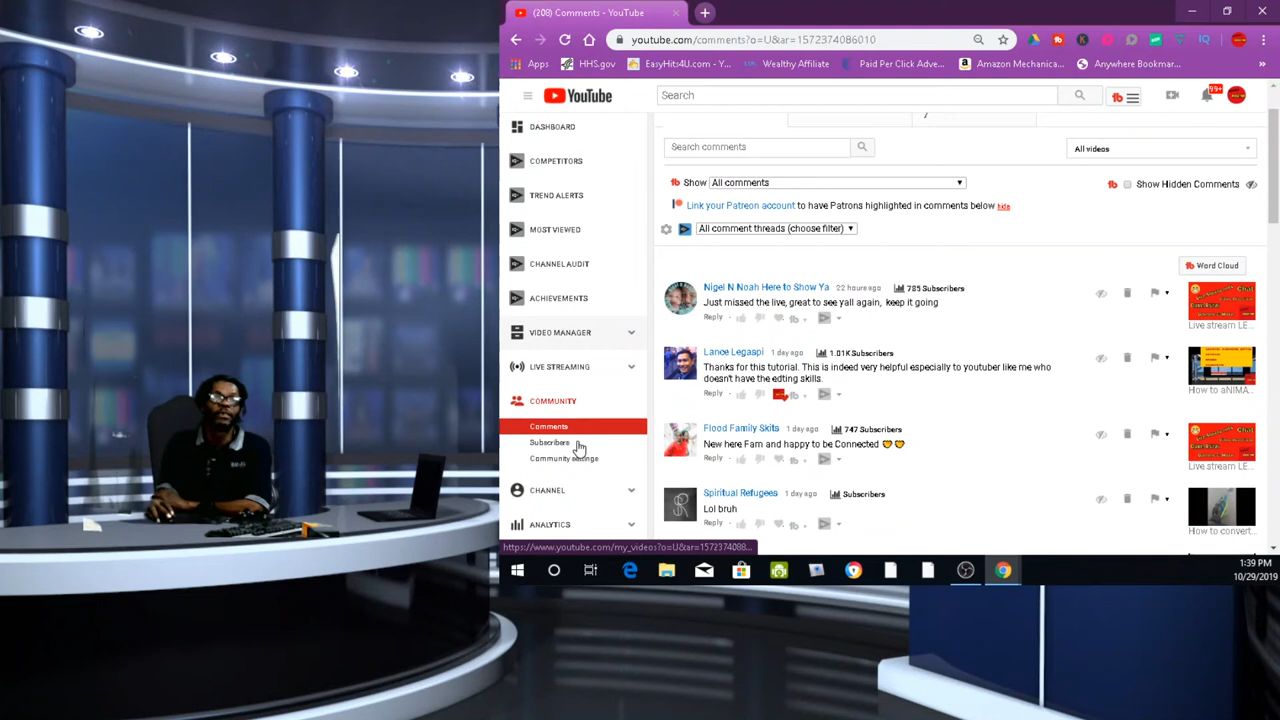 (208) Comments - YouTube
youtube.com/comments?o=U&ar=1572374086010
Apps
HHS.gov
EasyHits4U.com - Y...
Wealthy Affiliate
Paid Per Click Adve...
Amazon Mechanica...
Anywhere Bookmar...
YouTube
Search
99+
DASHBOARD
COMPETITORS
TREND ALERTS
MOST VIEWED
CHANNEL AUDIT
ACHIEVEMENTS
VIDEO MANAGER
LIVE STREAMING
COMMUNITY
Comments
Subscribers
CHANNEL
ANALYTICS
Search comments
All videos
Show All comments
Show Hidden Comments
Link your Patreon account to have Patrons highlighted in comments below hide
All comment threads (choose filter)
Word Cloud
Nigel N Noah Here to Show Ya 22 hours ago 785 Subscribers
Just missed the live, great to see yall again, keep it going
Reply
Live stream LE...
Lance Legaspi 1 day ago 1.01K Subscribers
Thanks for this tutorial. This is indeed very helpful especially to youtuber like me who
doesn't have the edting skills.
Reply
How to aNIMA...
Flood Family Skits 1 day ago 747 Subscribers
New here Fam and happy to be Connected
Reply
Live stream LE...
Spiritual Refugees 1 day ago Subscribers
Lol bruh
Reply
How to convert...
https://www.youtube.com/my_videos?o=U&ar=1572374088...
1:39 PM
10/29/2019